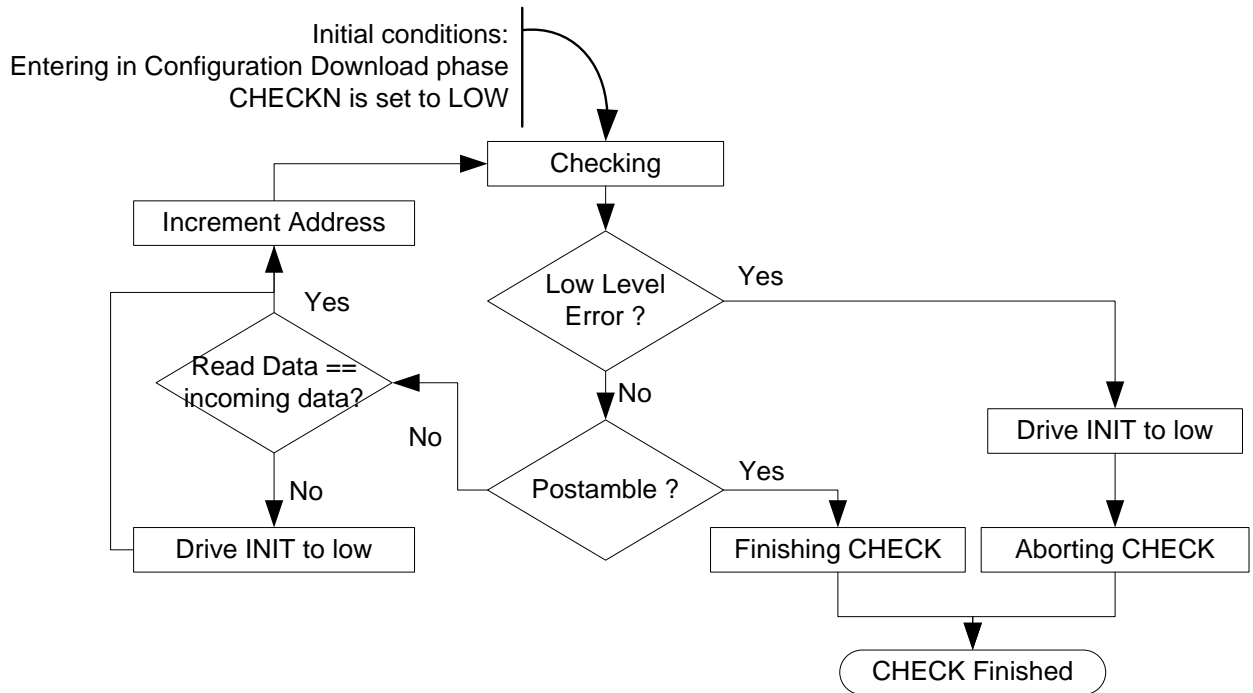 Initial conditions:
Entering in Configuration Download phase
CHECKN is set to LOW
Checking
Increment Address
Low Level
Error ?
Yes
Yes
Read Data ==
incoming data?
No
No
Drive INIT to low
Postamble ?
Yes
No
Drive INIT to low
Finishing CHECK
Aborting CHECK
CHECK Finished